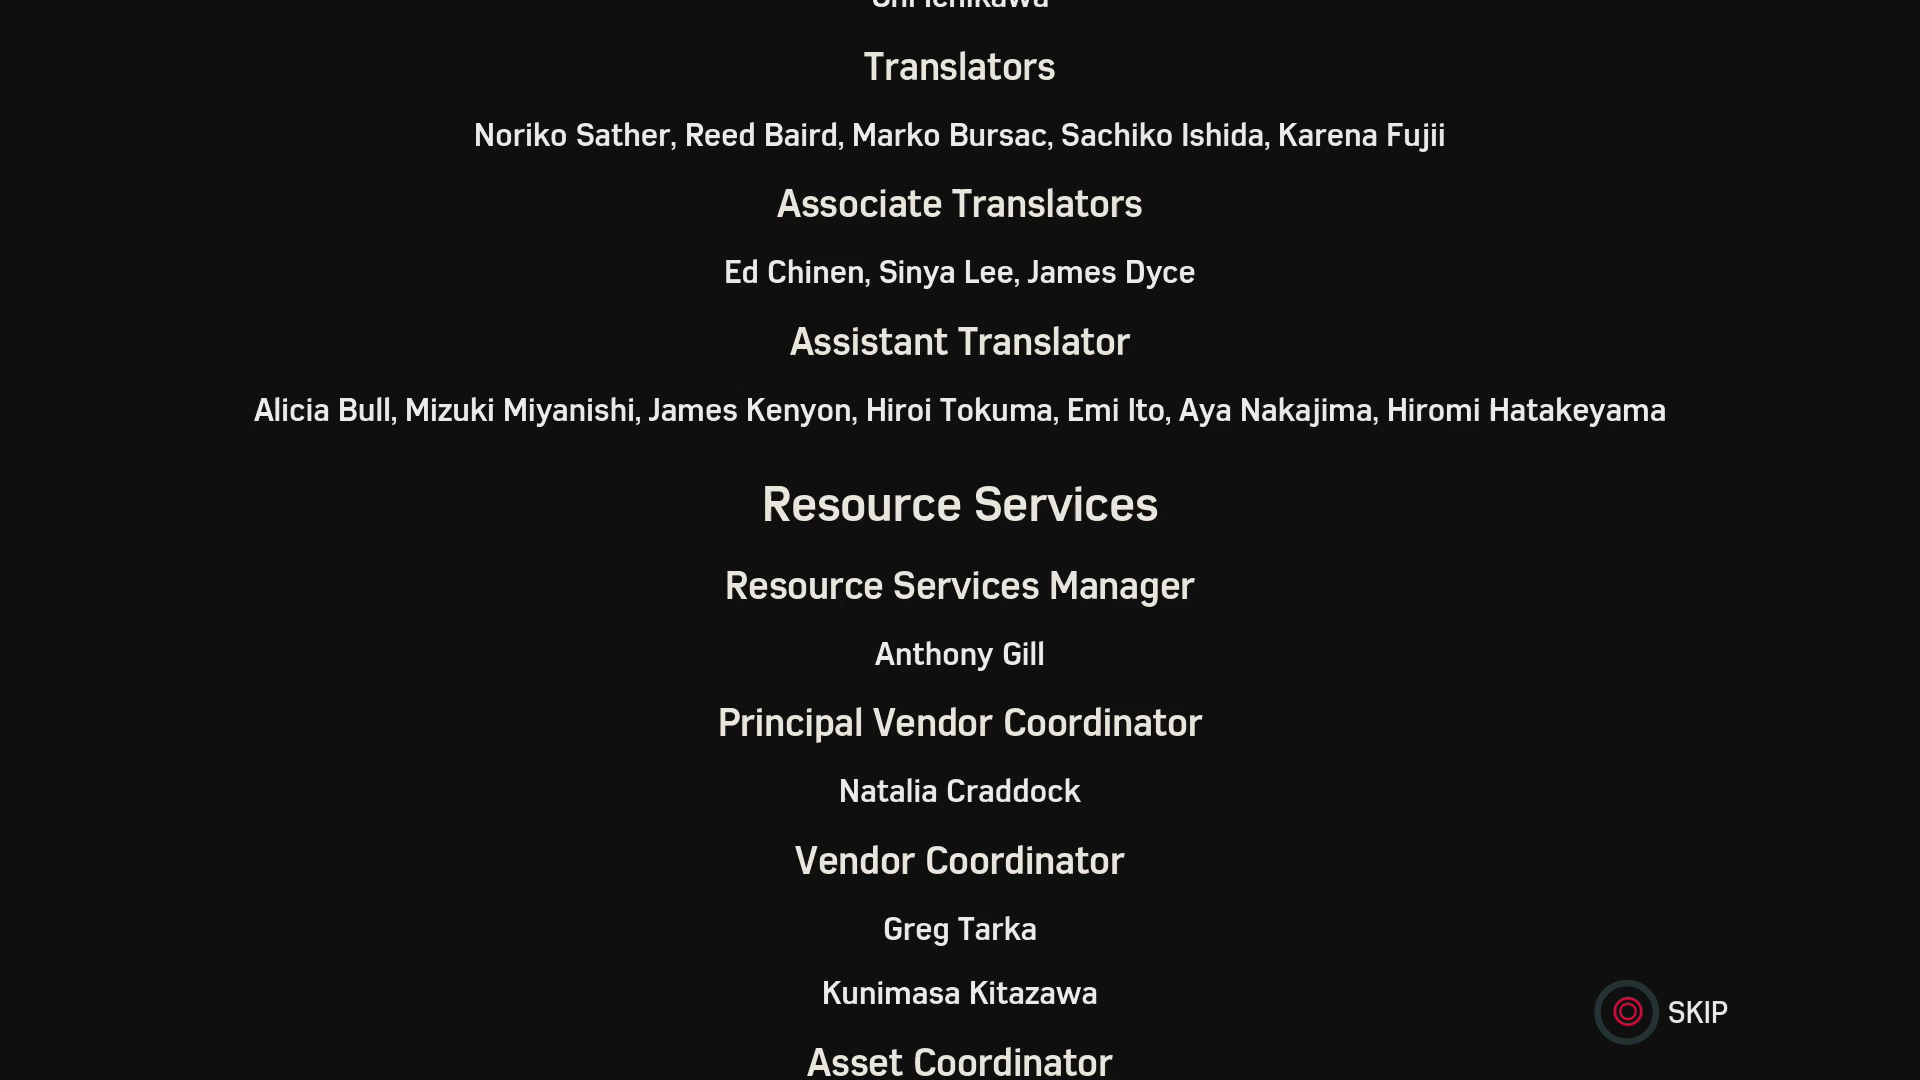 Translators
Noriko Sather, Reed Baird, Marko Bursac, Sachiko Ishida, Karena Fujii
Associate Translators
Ed Chinen, Sinya Lee, James Dyce
Assistant Translator
Alicia Bull, Mizuki Miyanishi, James Kenyon, Hiroi Tokuma, Emi Ito, Aya Nakajima, Hiromi Hatakeyama
Resource Services
Resource Services Manager
Anthony Gill
Principal Vendor Coordinator
Natalia Craddock
Vendor Coordinator
Greg Tarka
Kunimasa Kitazawa
SKIP
Asset Coordinator